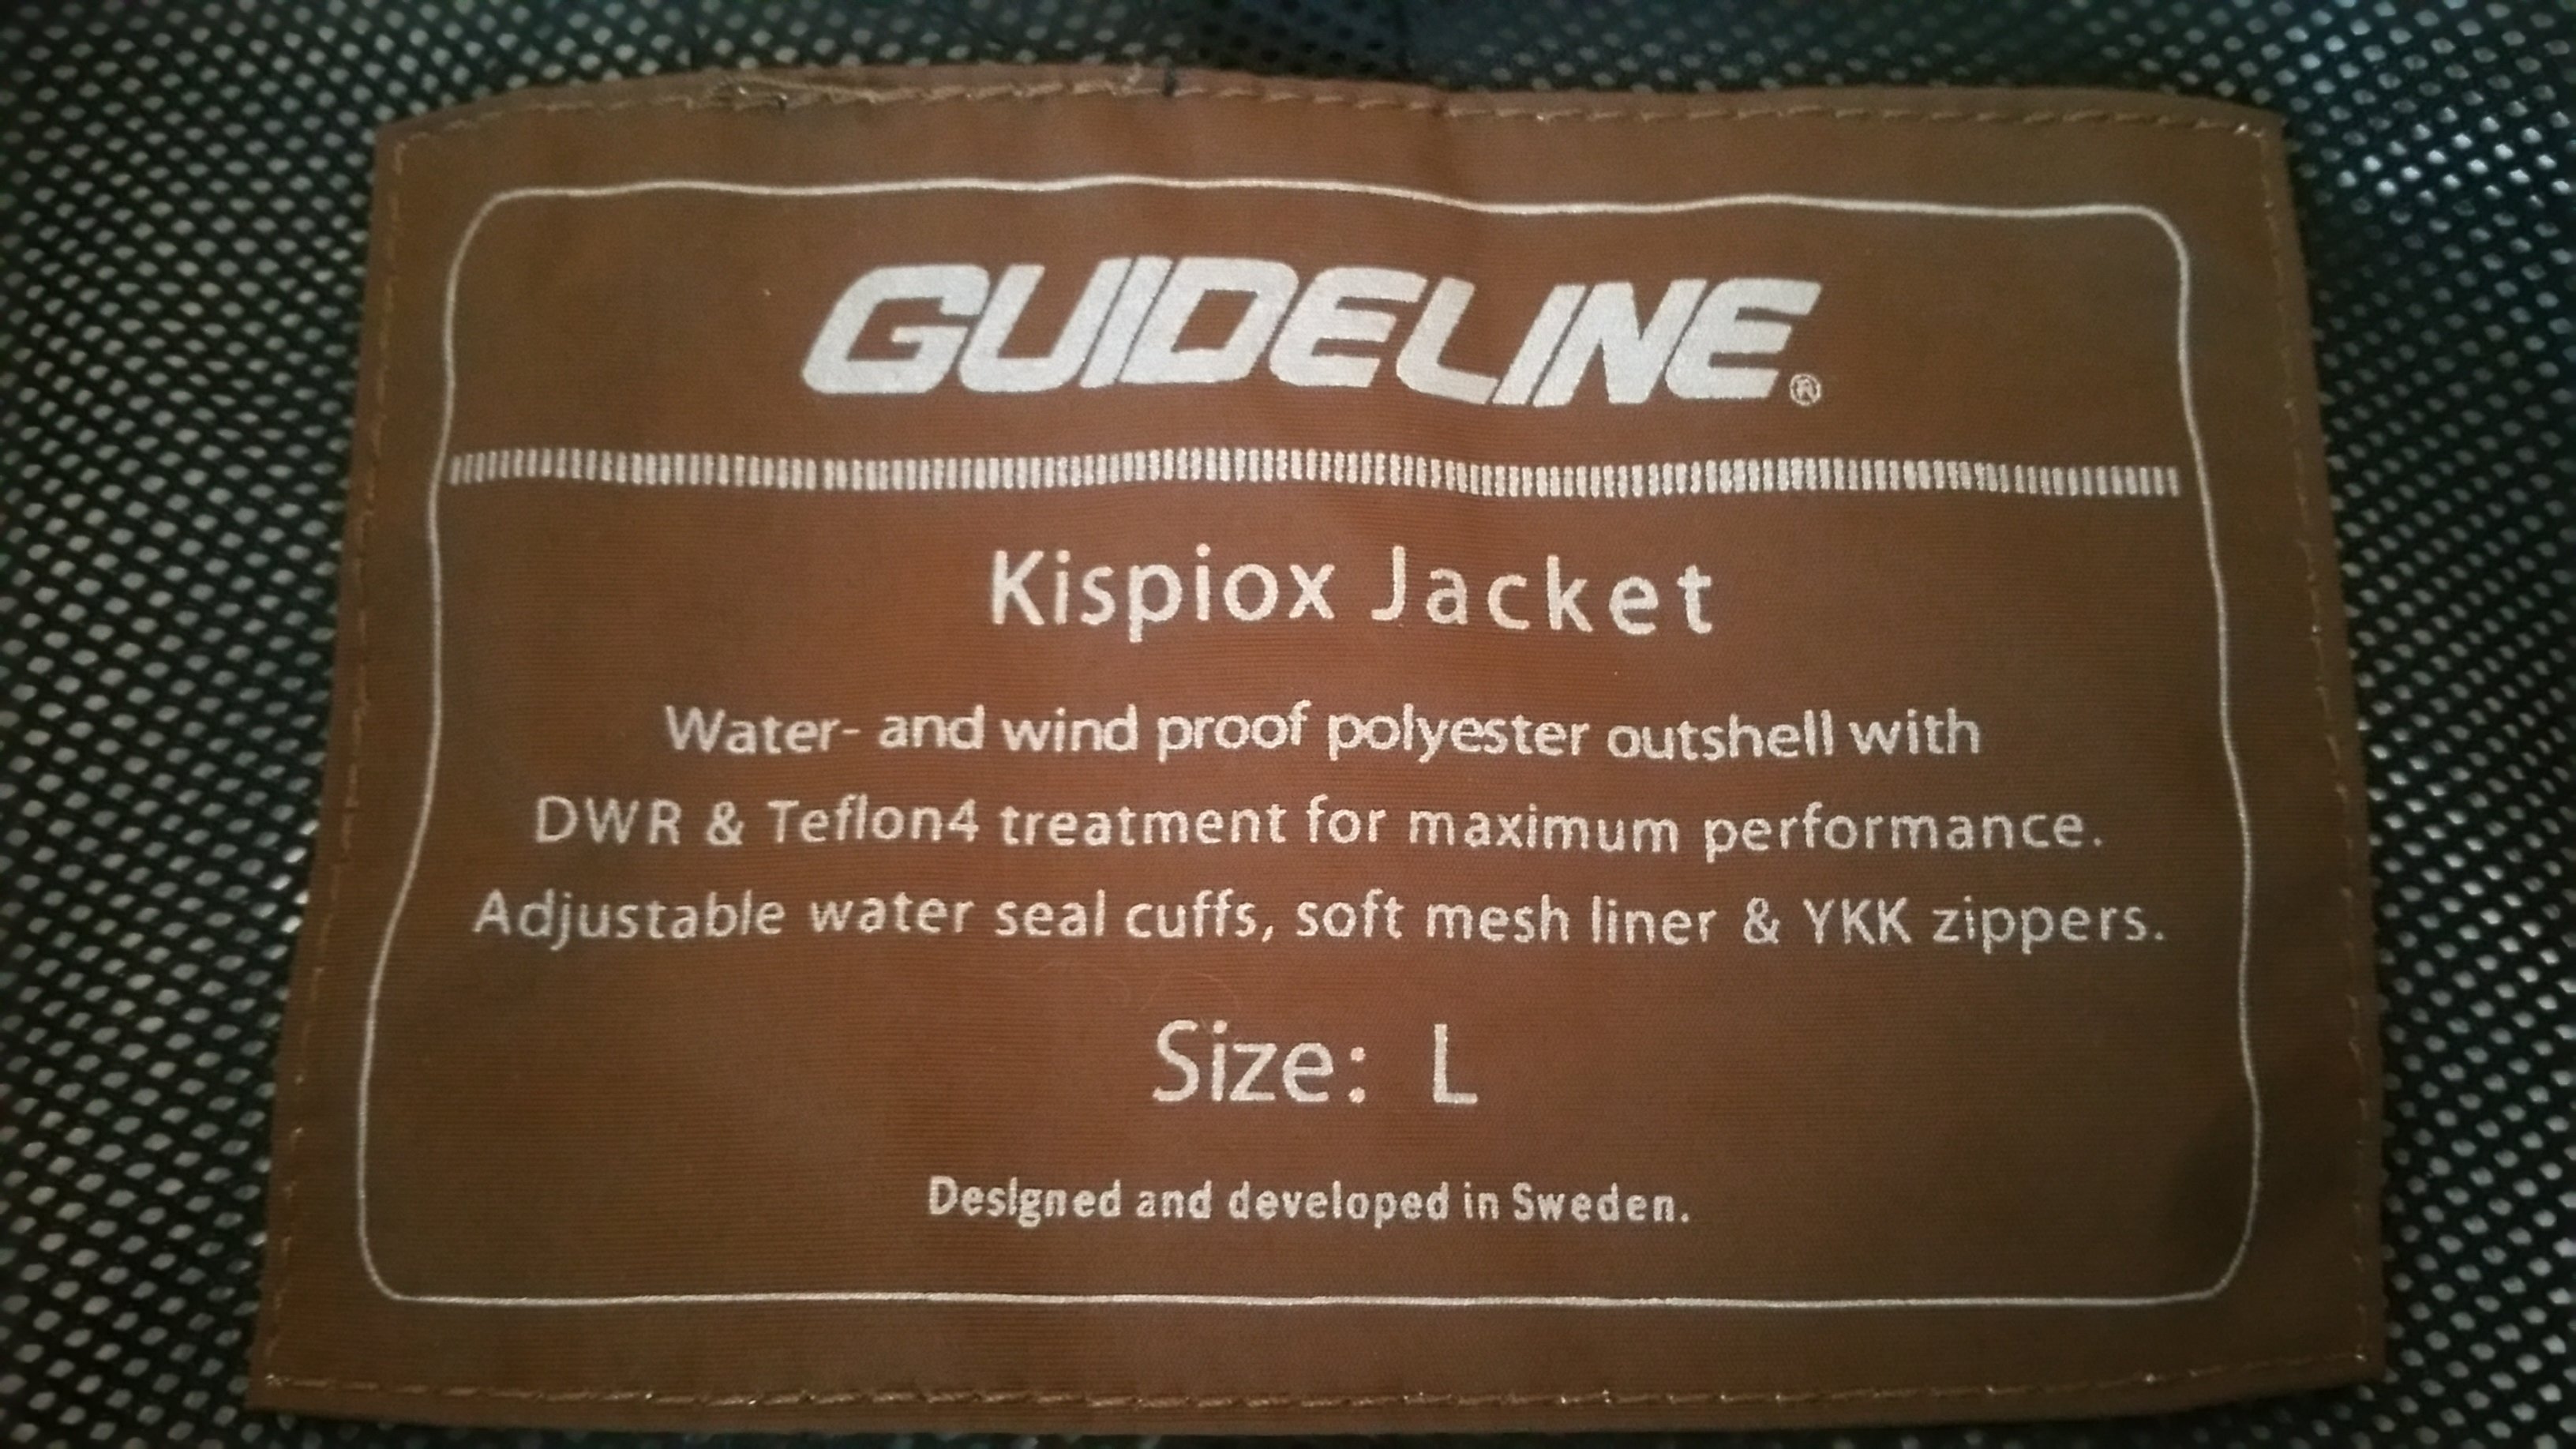 GUIDELINE®
Kispiox Jacket
Water- and wind proof polyester outshell with
DWR & Teflon4 treatment for maximum performance.
Adjustable water seal cuffs, soft mesh liner & YKK zippers.
Size: L
Designed and developed in Sweden.